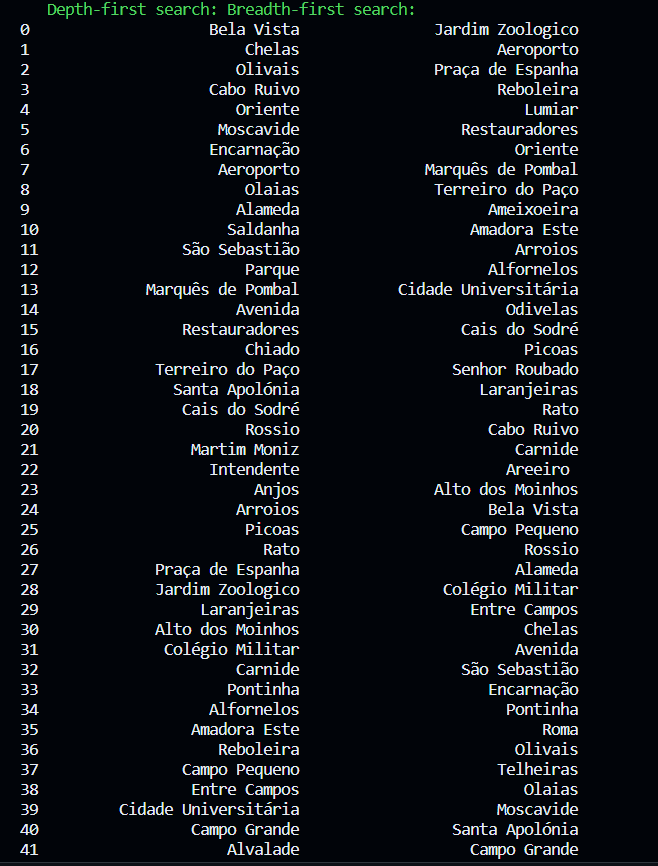 Depth-first search: Breadth-first search:
0 Bela Vista Jardim Zoologico
1 Chelas Aeroporto
2 Olivais Praça de Espanha
3 Cabo Ruivo Reboleira
4 Oriente Lumiar
5 Moscavide Restauradores
6 Encarnação Oriente
7 Aeroporto Marquês de Pombal
8 Olaias Terreiro do Paço
9 Alameda Ameixoeira
10 Saldanha Amadora Este
11 São Sebastião Arroios
12 Parque Alfornelos
13 Marquês de Pombal Cidade Universitária
14 Avenida Odivelas
15 Restauradores Cais do Sodré
16 Chiado Picoas
17 Terreiro do Paço Senhor Roubado
18 Santa Apolónia Laranjeiras
19 Cais do Sodré Rato
20 Rossio Cabo Ruivo
21 Martim Moniz Carnide
22 Intendente Areeiro
23 Anjos Alto dos Moinhos
24 Arroios Bela Vista
25 Picoas Campo Pequeno
26 Rato Rossio
27 Praça de Espanha Alameda
28 Jardim Zoologico Colégio Militar
29 Laranjeiras Entre Campos
30 Alto dos Moinhos Chelas
31 Colégio Militar Avenida
32 Carnide São Sebastião
33 Pontinha Encarnação
34 Alfornelos Pontinha
35 Amadora Este Roma
36 Reboleira Olivais
37 Campo Pequeno Telheiras
38 Entre Campos Olaias
39 Cidade Universitária Moscavide
40 Campo Grande Santa Apolónia
41 Alvalade Campo Grande